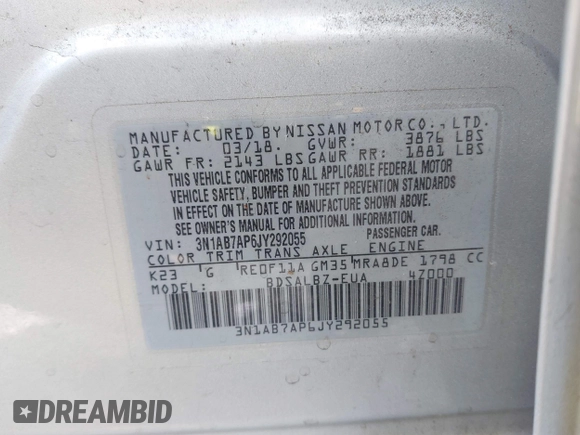 MANUFACTURED BY NISSAN MOTOR CO., LTD.
DATE: 03/18. GVWR: 3876 LBS
GAWR FR: 2143 LBS GAWR RR: 1881 LBS
THIS VEHICLE CONFORMS TO ALL APPLICABLE FEDERAL MOTOR
VEHICLE SAFETY, BUMPER AND THEFT PREVENTION STANDARDS
IN EFFECT ON THE DATE OF MANUFACTURE SHOWN ABOVE.
SEE OWNER'S MANUAL FOR ADDITIONAL INFORMATION.
VIN: 3N1AB7AP6JY292055 PASSENGER CAR.
COLOR TRIM TRANS AXLE ENGINE
K23 G RE0F11A GM35 MRA8DE 1798 CC
MODEL: BDSALBZ-EUA 4Z000
3N1AB7AP6JY292055
DREAMBID